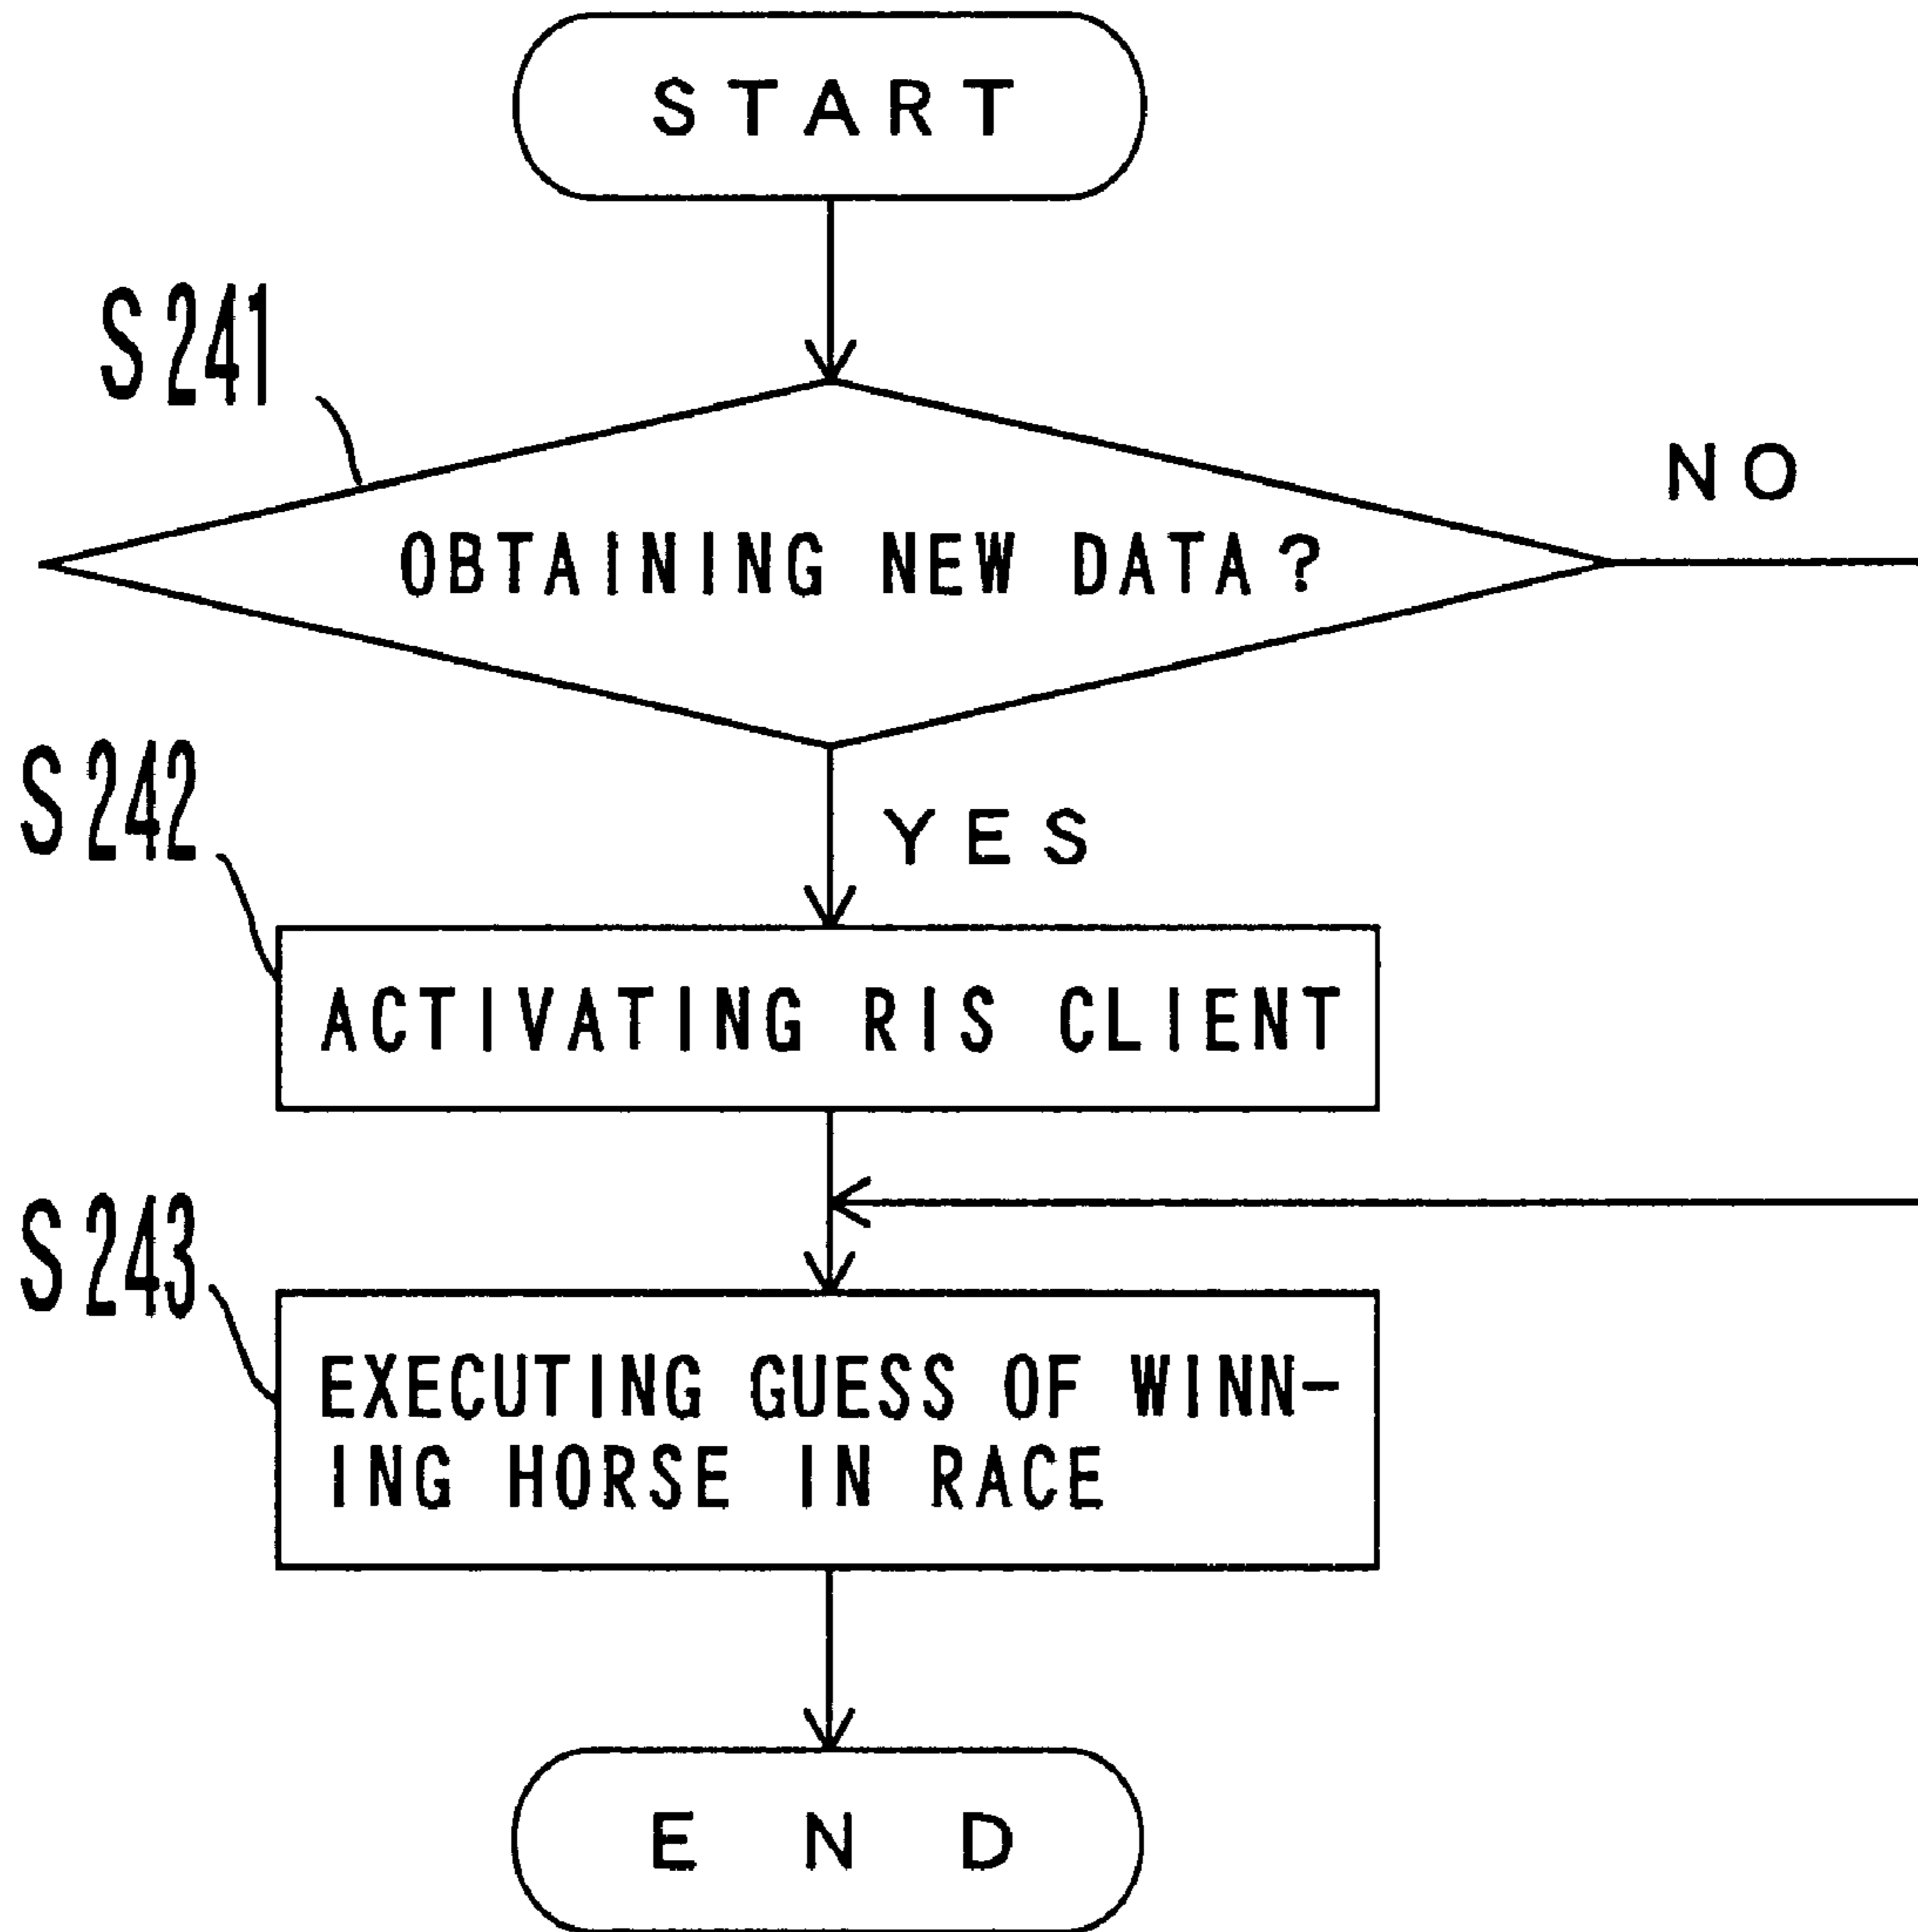 START
S241
NO
OBTAINING NEW DATA?
S242
YES
ACTIVATING RIS CLIENT
S243
EXECUTING GUESS OF WINN-
ING HORSE IN RACE
END